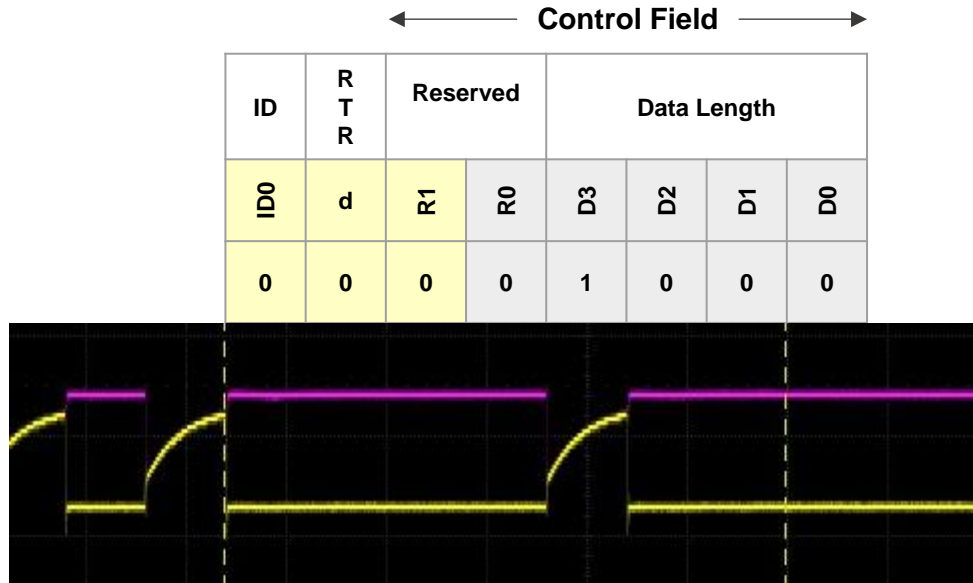 Control Field
ID
R
T
R
Reserved
Data Length
ID0
d
R1
R0
D3
D2
D1
D0
0
0
0
0
1
0
0
0